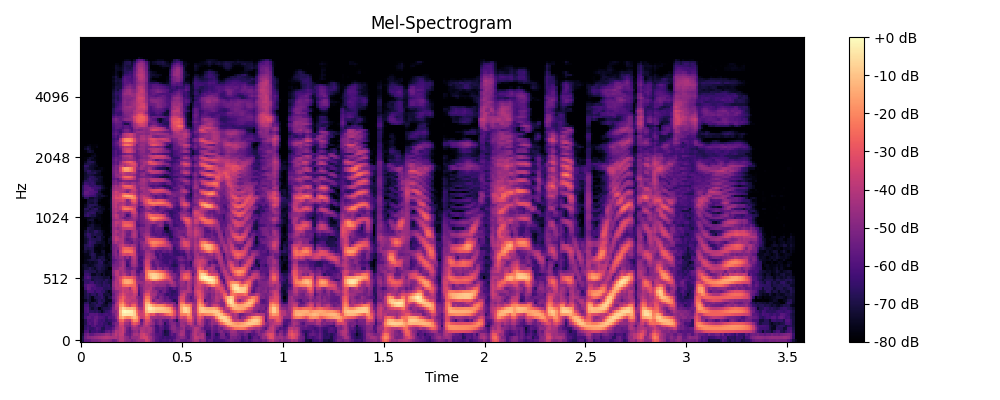 Mel-Spectrogram
Hz
4096
2048
1024
512
0
0
0.5
1
1.5
2
2.5
3
3.5
Time
+0 dB
-10 dB
-20 dB
-30 dB
-40 dB
-50 dB
-60 dB
-70 dB
-80 dB